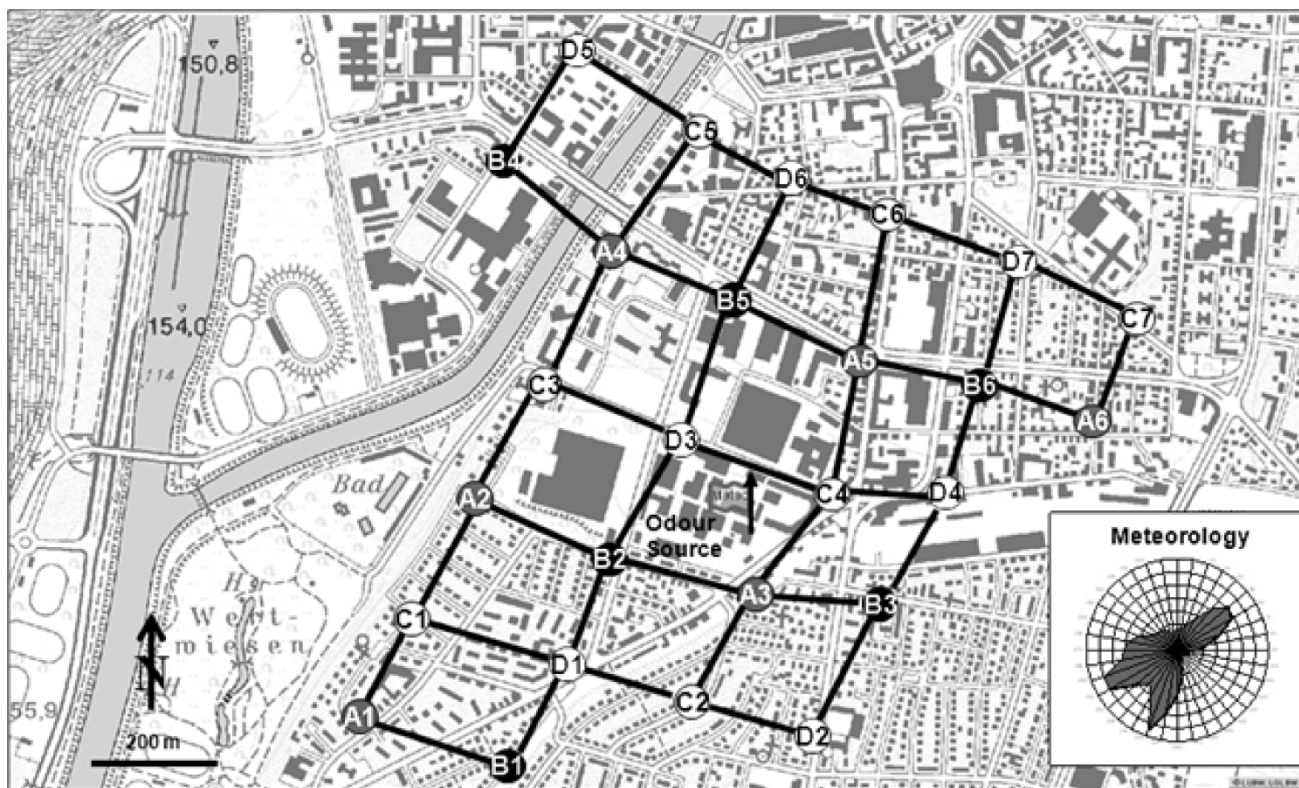 150,8
D5
C5
B4
D6
C6
A4
D7
B5
C7
154,0
A5
114
C3
B6
A6
D3
Bad
A2
C4
D4
Odour
Source
Meteorology
B2
H
A3
B3
Wert-
C1
wiesen
D1
N
H
C2
55,9
A1
D2
200 m
B1